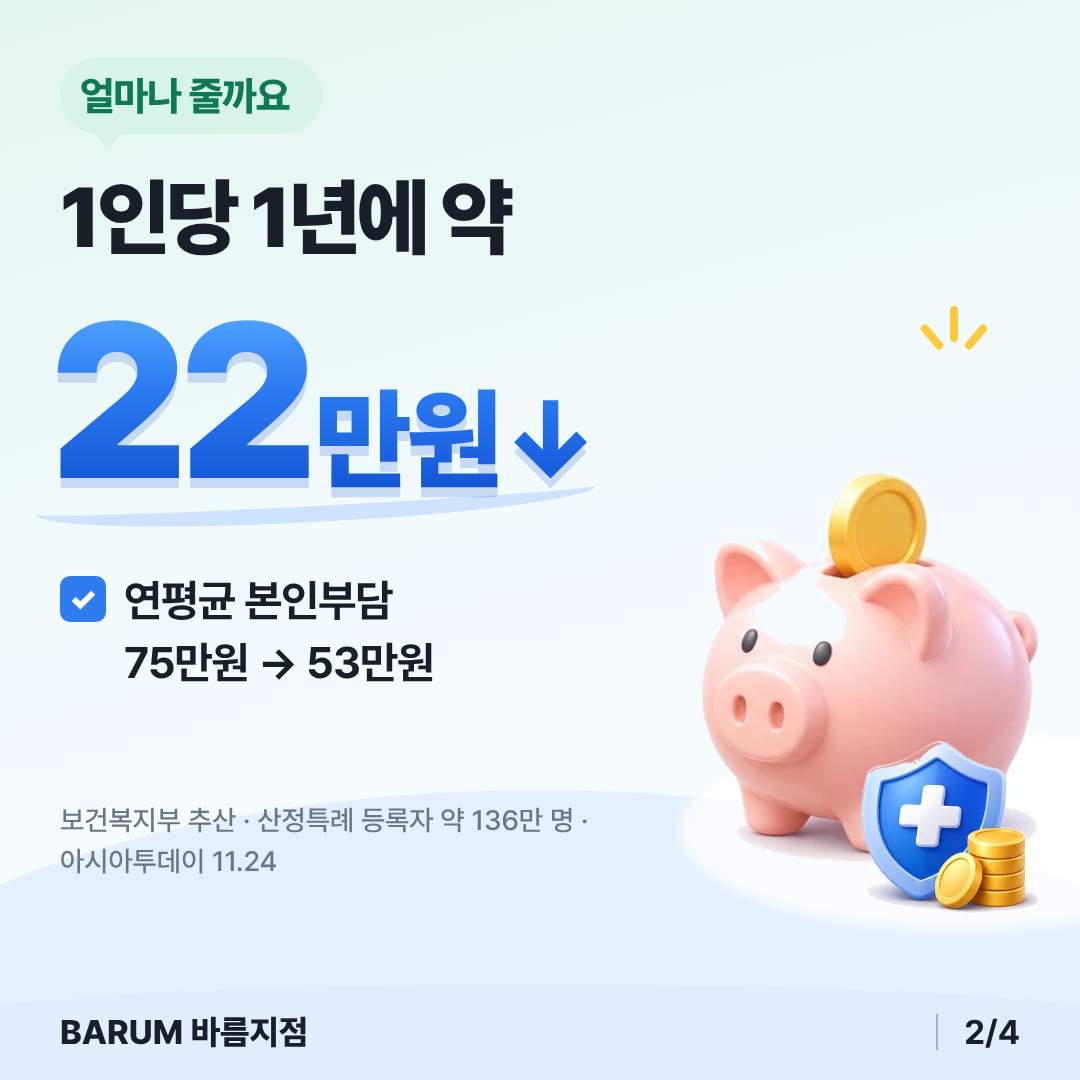 얼마나 줄까요
1인당 1년에 약
22만원↓
연평균 본인부담
75만원 → 53만원
보건복지부 추산 · 산정특례 등록자 약 136만 명 ·
아시아투데이 11.24
BARUM 바름지점
2/4